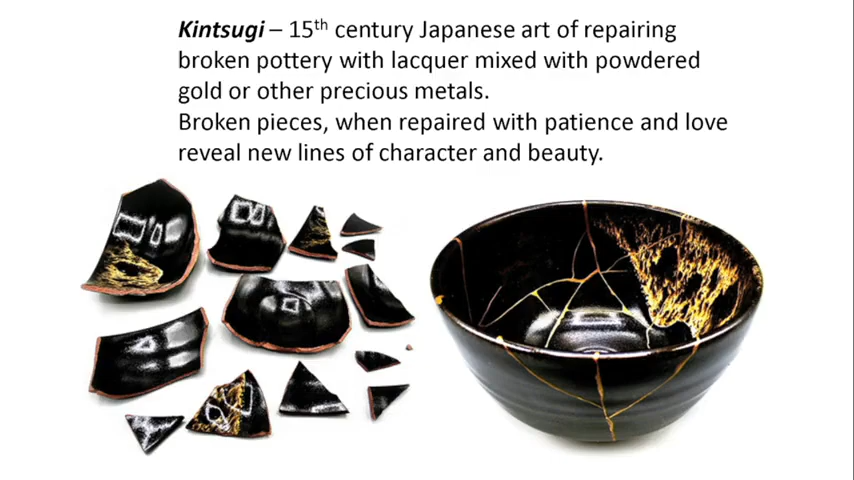 Kintsugi – 15th century Japanese art of repairing
broken pottery with lacquer mixed with powdered
gold or other precious metals.
Broken pieces, when repaired with patience and love
reveal new lines of character and beauty.